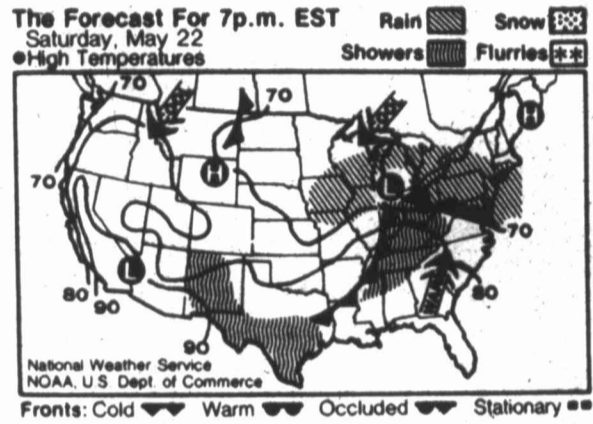 The Forecast For 7p.m. EST
Saturday, May 22
●High Temperatures
Rain
Snow
Showers
Flurries
70
70
H
H
L
70
70
L
80
90
80
WARM
90
National Weather Service
NOAA, U.S. Dept. of Commerce
Fronts: Cold
Warm
Occluded
Stationary